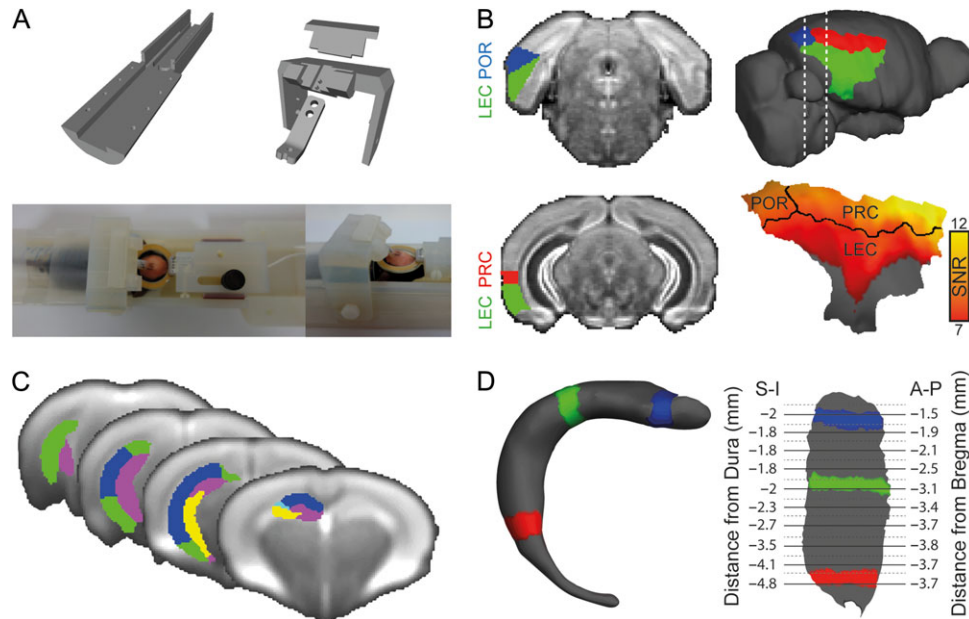 A
B
LEC POR
LEC PRC
POR
PRC
LEC
12
SNR
7
C
D
S-I
A-P
Distance from Dura (mm)
−2
−1.8
−1.8
−1.8
−2
−2.3
−2.7
−3.5
−4.1
−4.8
−1.5
−1.9
−2.1
−2.5
−3.1
−3.4
−3.7
−3.8
−3.7
−3.7
Distance from Bregma (mm)